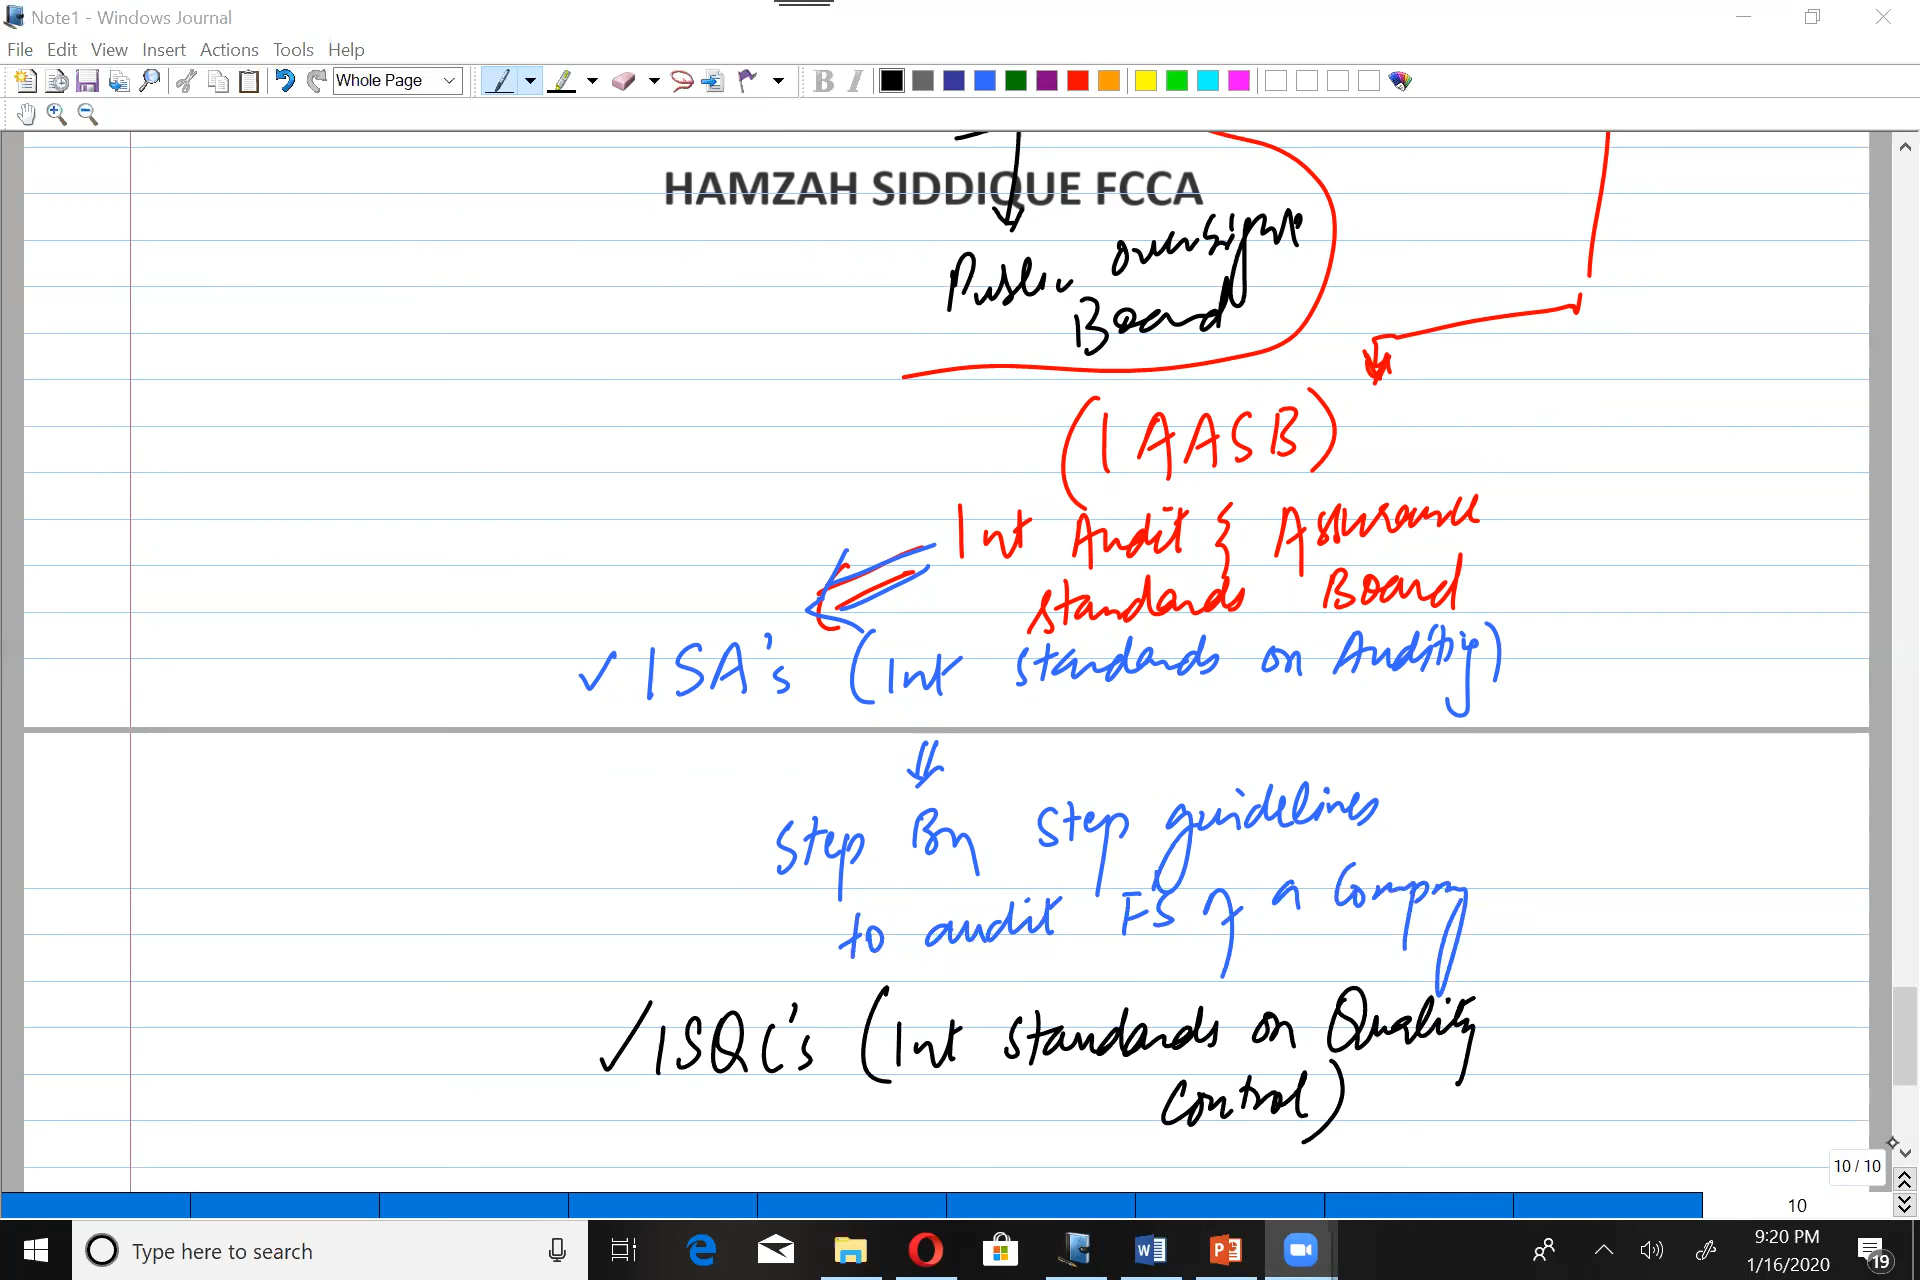 Note1 - Windows Journal
File Edit View Insert Actions Tools Help
Whole Page
HAMZAH SIDDIQUE FCCA
Public oversight
Board
(IAASB)
Int Audit & Assurance
Standards Board
✓ ISA's (Int Standards on Auditing)
Step By Step guidelines
to audit FS of a Company
✓ ISQC's (Int Standards on Quality
Control)
10 / 10
10
Type here to search
9:20 PM
1/16/2020
19